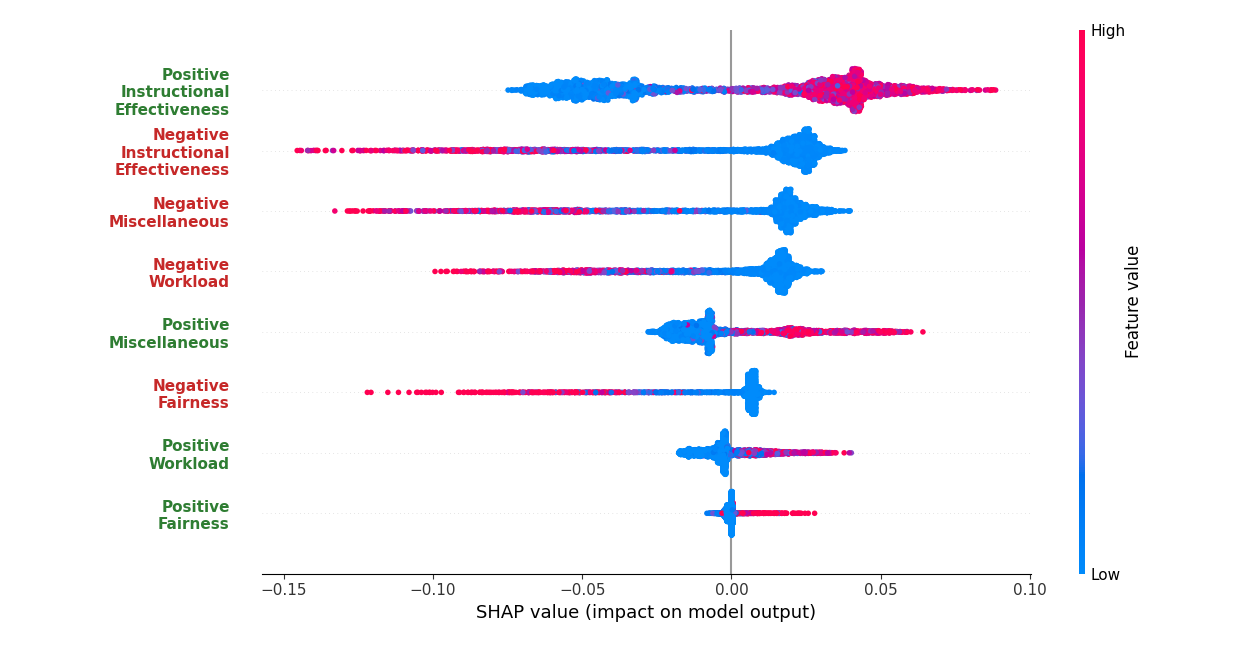 High
Positive
Instructional
Effectiveness
Negative
Instructional
Effectiveness
Negative
Miscellaneous
Negative
Workload
Positive
Miscellaneous
Negative
Fairness
Positive
Workload
Positive
Fairness
Feature value
Low
−0.15 −0.10 −0.05 0.00 0.05 0.10
SHAP value (impact on model output)